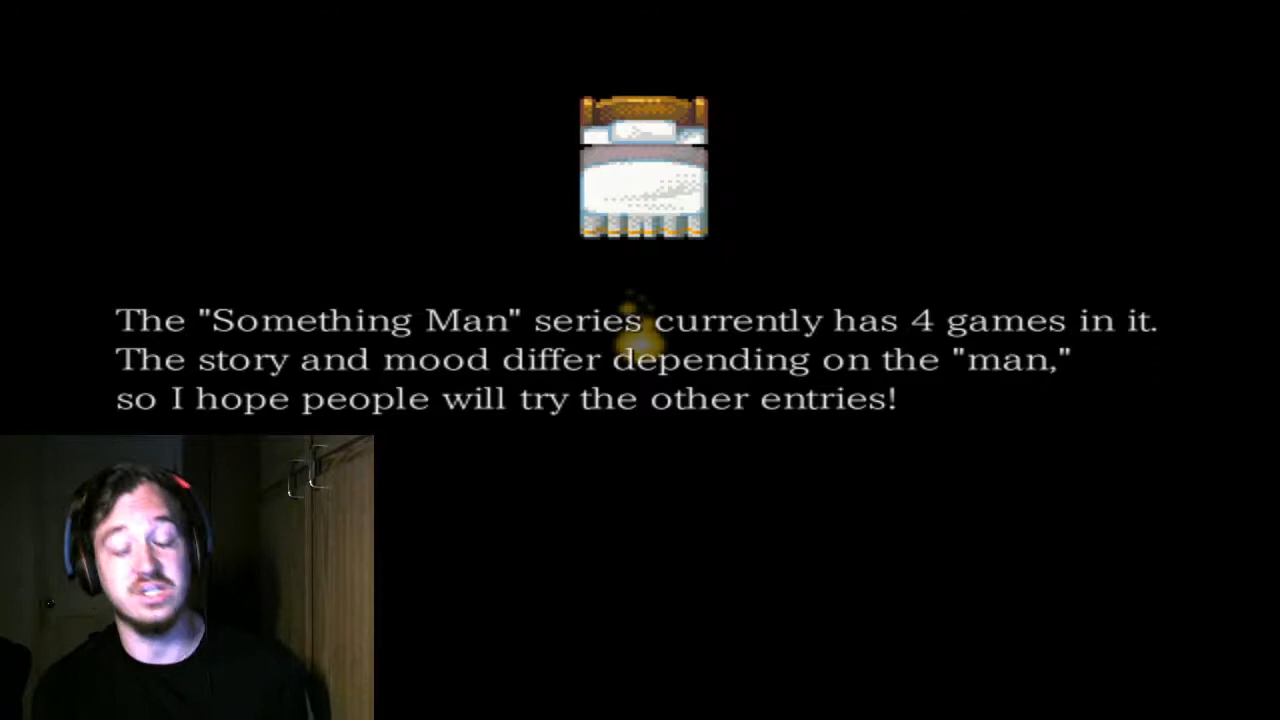 The "Something Man" series currently has 4 games in it.
The story and mood differ depending on the "man,"
so I hope people will try the other entries!